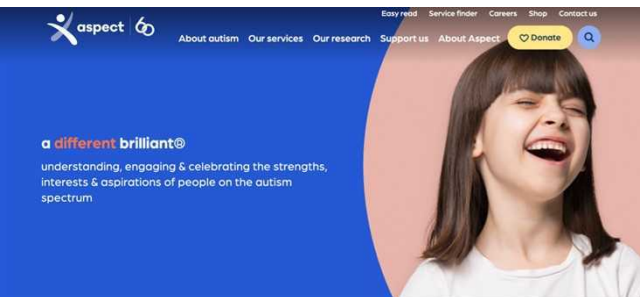 Easy read Service finder Careers Shop Contact us
aspect 60
About autism Our services Our research Support us About Aspect Donate
a different brilliant®
understanding, engaging & celebrating the strengths,
interests & aspirations of people on the autism
spectrum